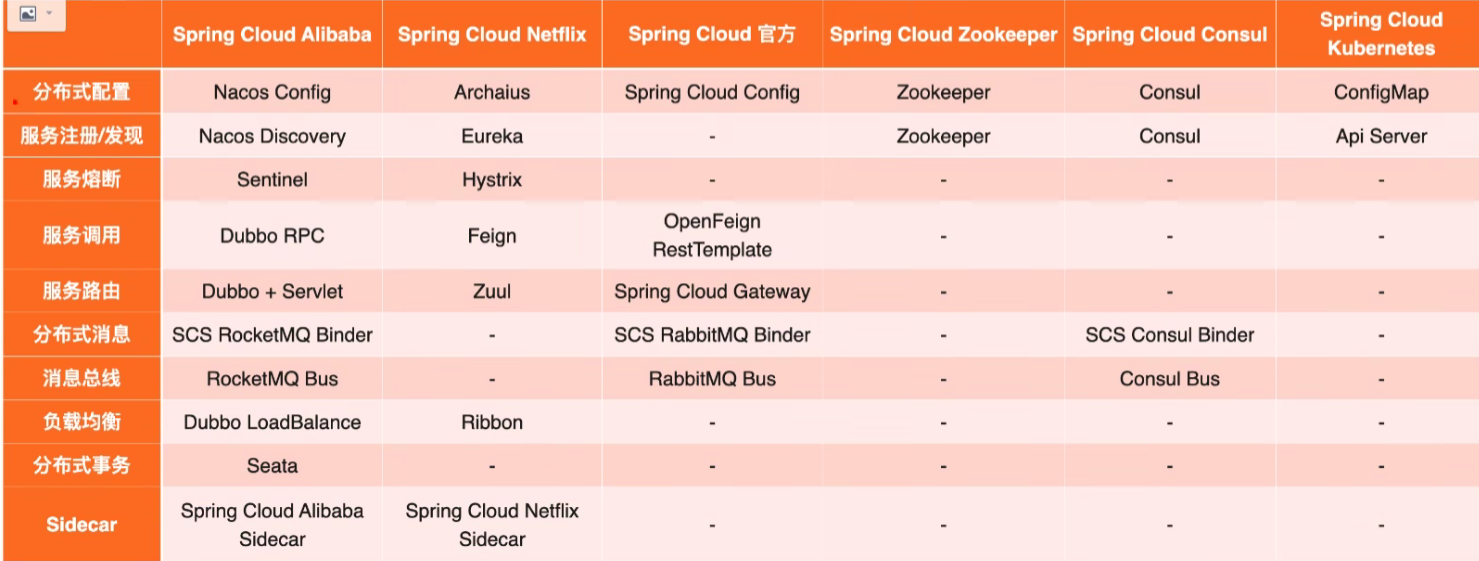 Spring Cloud Alibaba Spring Cloud Netflix Spring Cloud 官方 Spring Cloud Zookeeper Spring Cloud Consul Spring Cloud
Kubernetes
分布式配置 Nacos Config Archaius Spring Cloud Config Zookeeper Consul ConfigMap
服务注册/发现 Nacos Discovery Eureka - Zookeeper Consul Api Server
服务熔断 Sentinel Hystrix - - - -
服务调用 Dubbo RPC Feign OpenFeign
RestTemplate - - -
服务路由 Dubbo + Servlet Zuul Spring Cloud Gateway - - -
分布式消息 SCS RocketMQ Binder - SCS RabbitMQ Binder - SCS Consul Binder -
消息总线 RocketMQ Bus - RabbitMQ Bus - Consul Bus -
负载均衡 Dubbo LoadBalance Ribbon - - - -
分布式事务 Seata - - - - -
Sidecar Spring Cloud Alibaba
Sidecar Spring Cloud Netflix
Sidecar - - - -